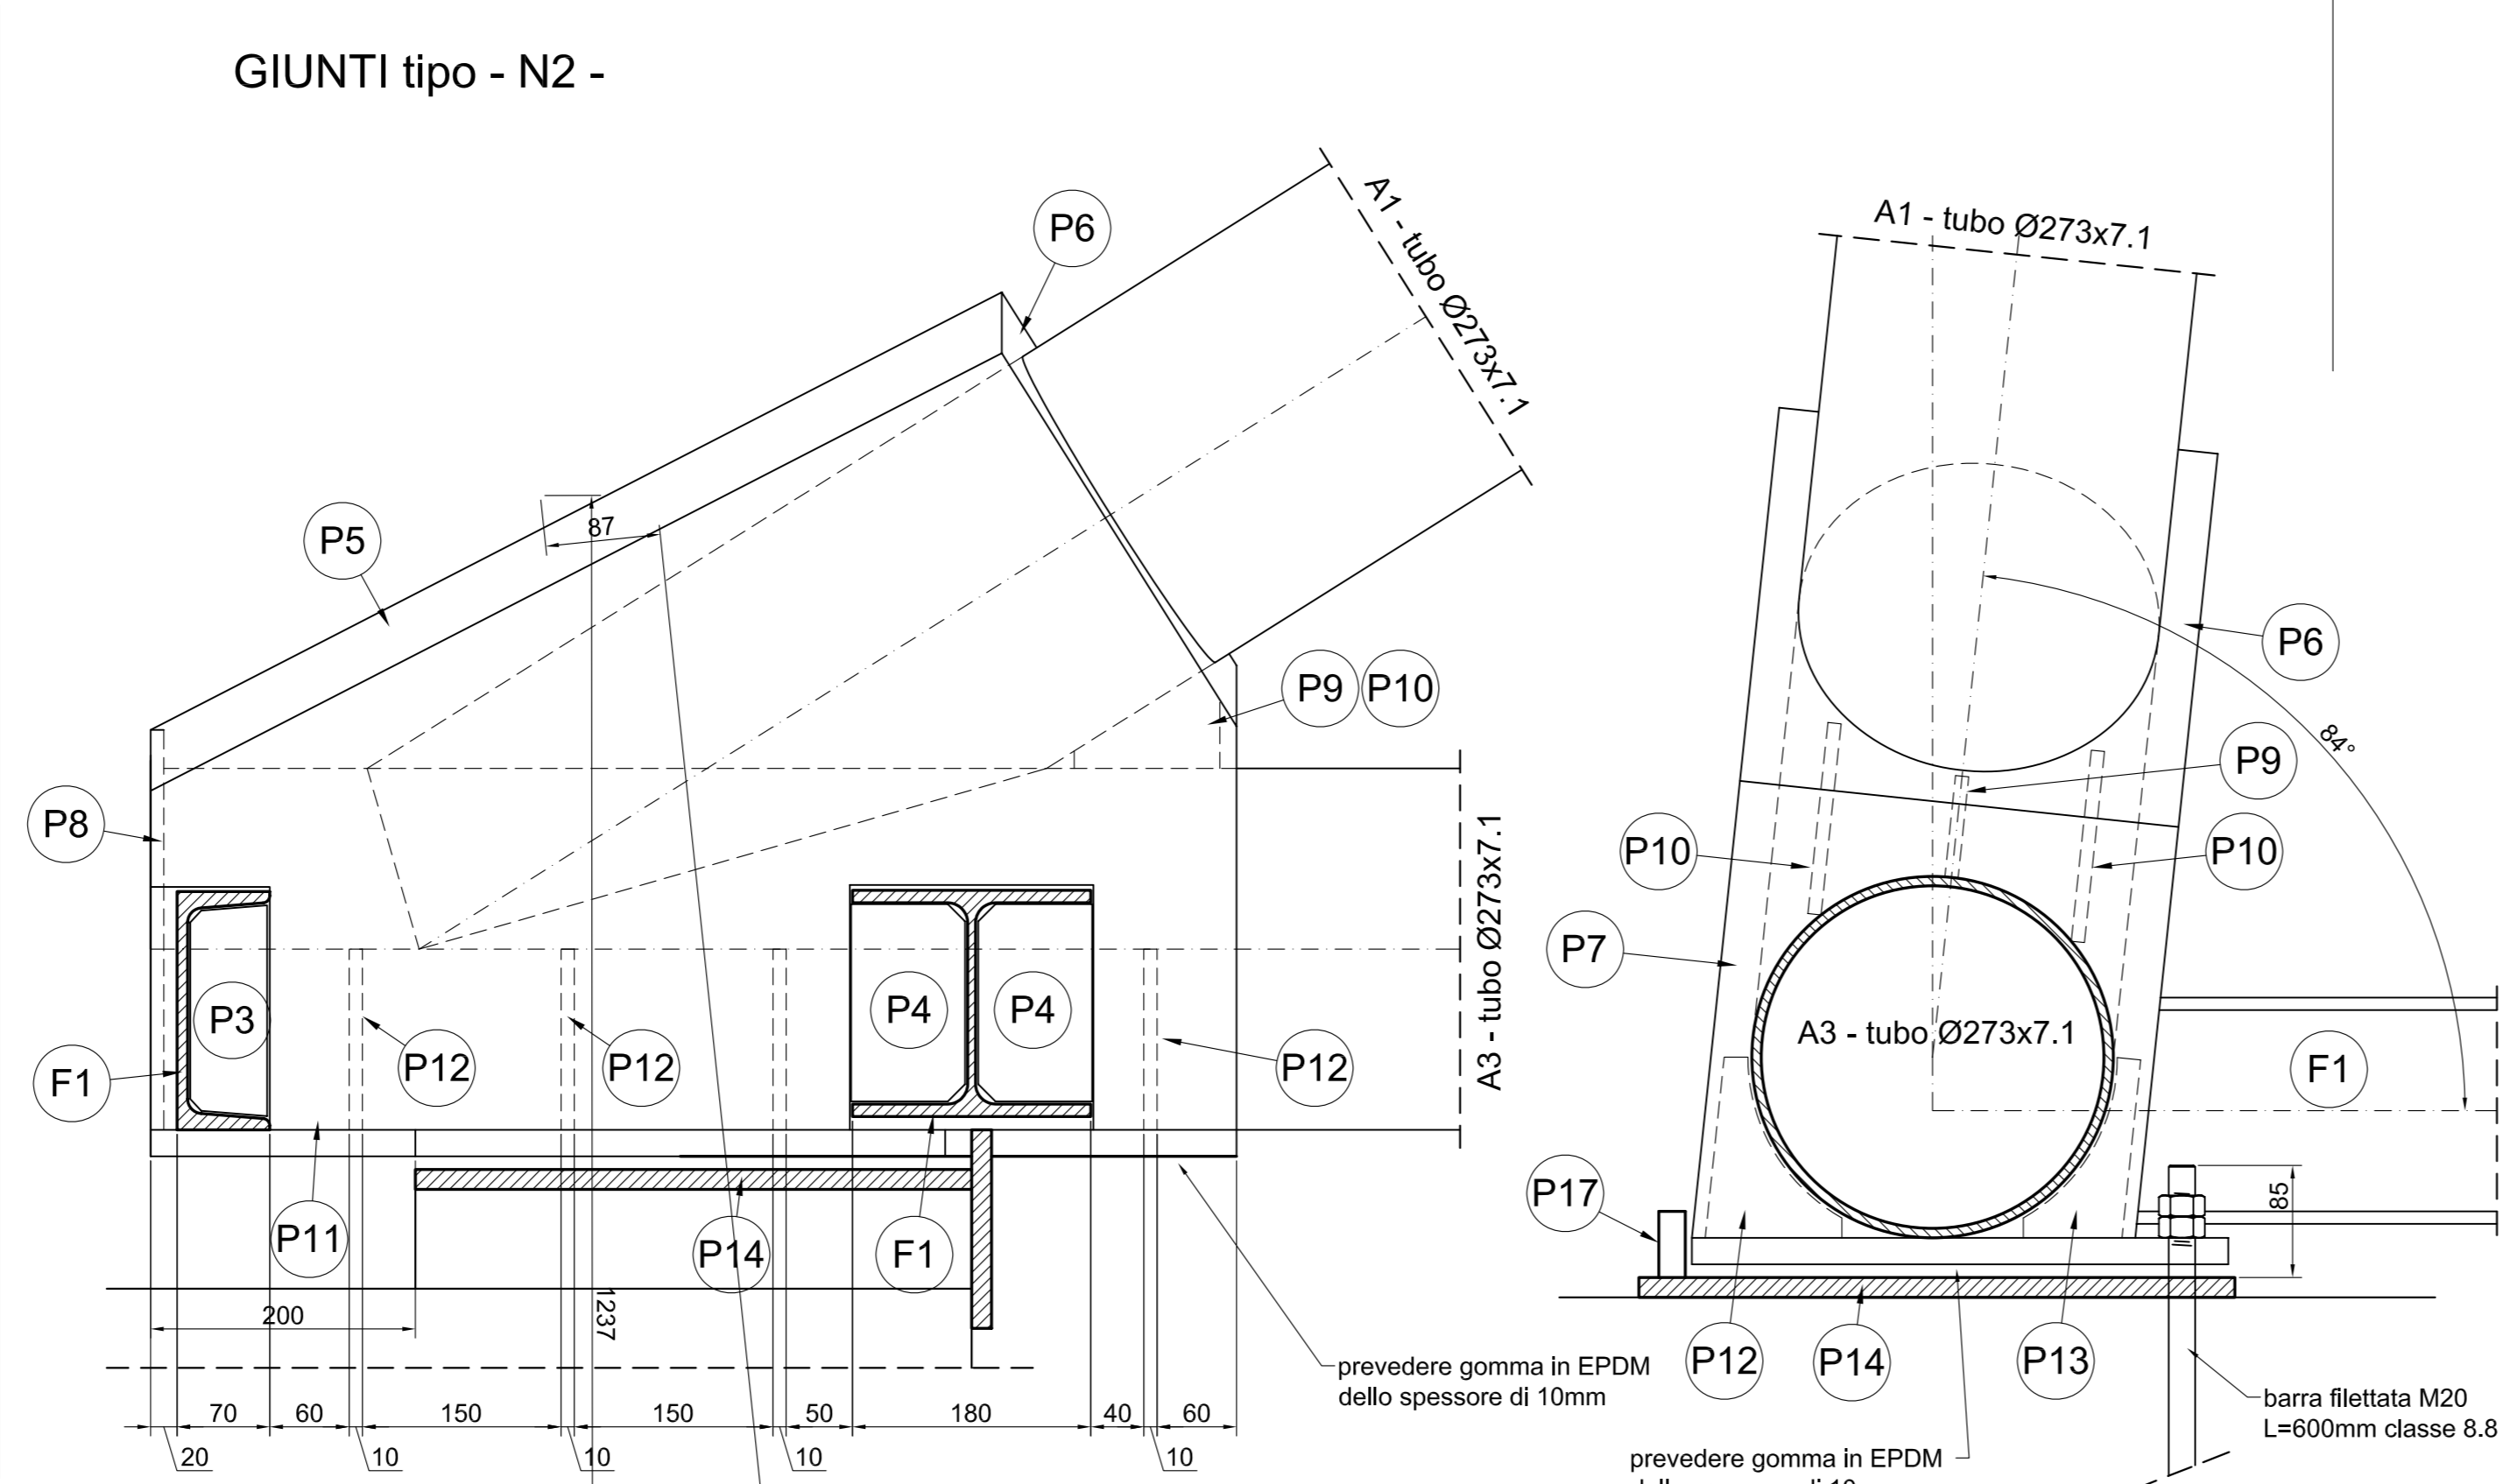 GIUNTI tipo - N2 -
P6
A1 - tubo Ø273x7.1
A1 - tubo Ø273x7.1
P5
87
P6
P9
P10
84°
P9
P8
P10
P10
P7
A3 - tubo Ø273x7.1
P3
P4
P4
A3 - tubo Ø273x7.1
F1
P12
P12
P12
F1
P17
85
P11
P14
F1
200
1237
prevedere gomma in EPDM
dello spessore di 10mm
P12
P14
P13
barra filettata M20
L=600mm classe 8.8
70
60
150
150
50
180
40
60
20
10
10
10
10
prevedere gomma in EPDM